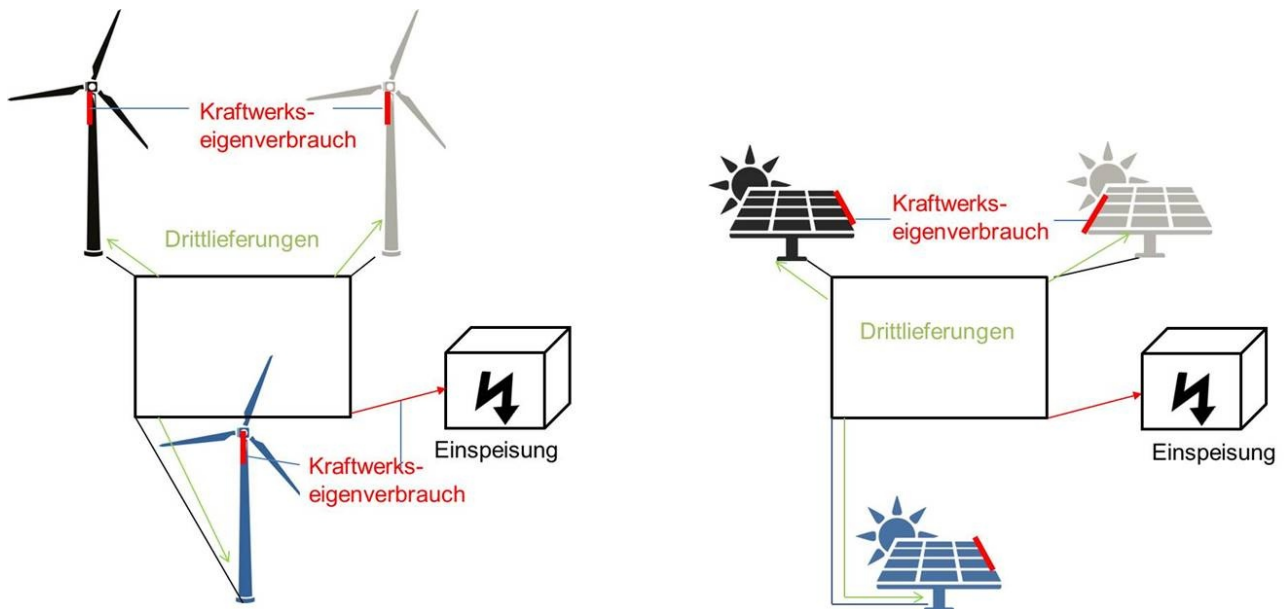 Kraftwerks-
eigenverbrauch
Drittlieferungen
Einspeisung
Kraftwerks-
eigenverbrauch
Kraftwerks-
eigenverbrauch
Drittlieferungen
Einspeisung